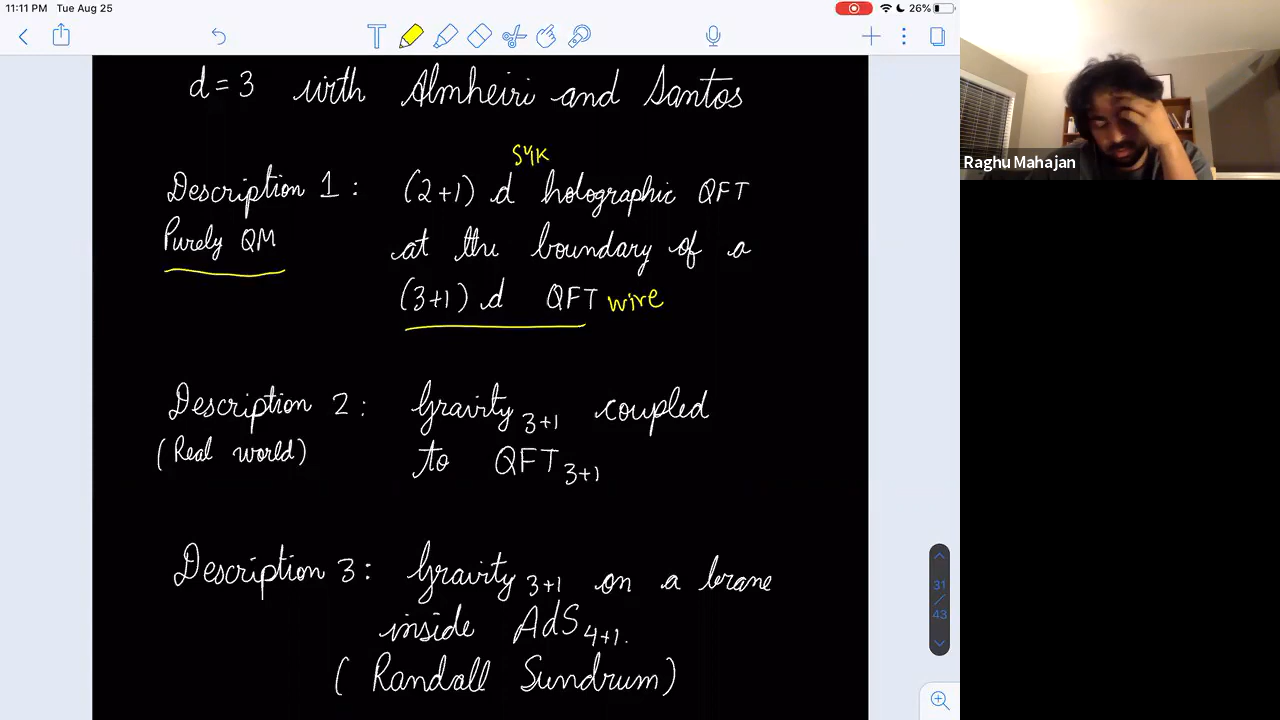 11:11 PM Tue Aug 25
26%
d = 3 with Almheiri and Santos
SYK
Description 1 : (2+1) d holographic QFT
Purely QM at the boundary of a
(3+1) d QFT wire
Description 2 : Gravity 3+1 coupled
(Real world) to QFT 3+1
Description 3 : Gravity 3+1 on a brane
inside AdS 4+1.
( Randall Sundrum)
31
/
43
Raghu Mahajan